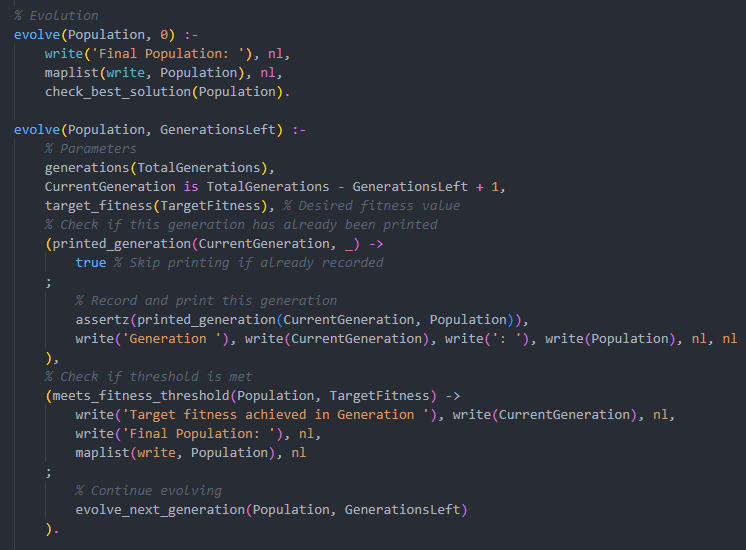 % Evolution
evolve(Population, 0) :-
    write('Final Population: '), nl,
    maplist(write, Population), nl,
    check_best_solution(Population).

evolve(Population, GenerationsLeft) :-
    % Parameters
    generations(TotalGenerations),
    CurrentGeneration is TotalGenerations - GenerationsLeft + 1,
    target_fitness(TargetFitness), % Desired fitness value
    % Check if this generation has already been printed
    (printed_generation(CurrentGeneration, _) ->
        true % Skip printing if already recorded
    ;
        % Record and print this generation
        assertz(printed_generation(CurrentGeneration, Population)),
        write('Generation '), write(CurrentGeneration), write(': '), write(Population), nl, nl
    ),
    % Check if threshold is met
    (meets_fitness_threshold(Population, TargetFitness) ->
        write('Target fitness achieved in Generation '), write(CurrentGeneration), nl,
        write('Final Population: '), nl,
        maplist(write, Population), nl
    ;
        % Continue evolving
        evolve_next_generation(Population, GenerationsLeft)
    ).